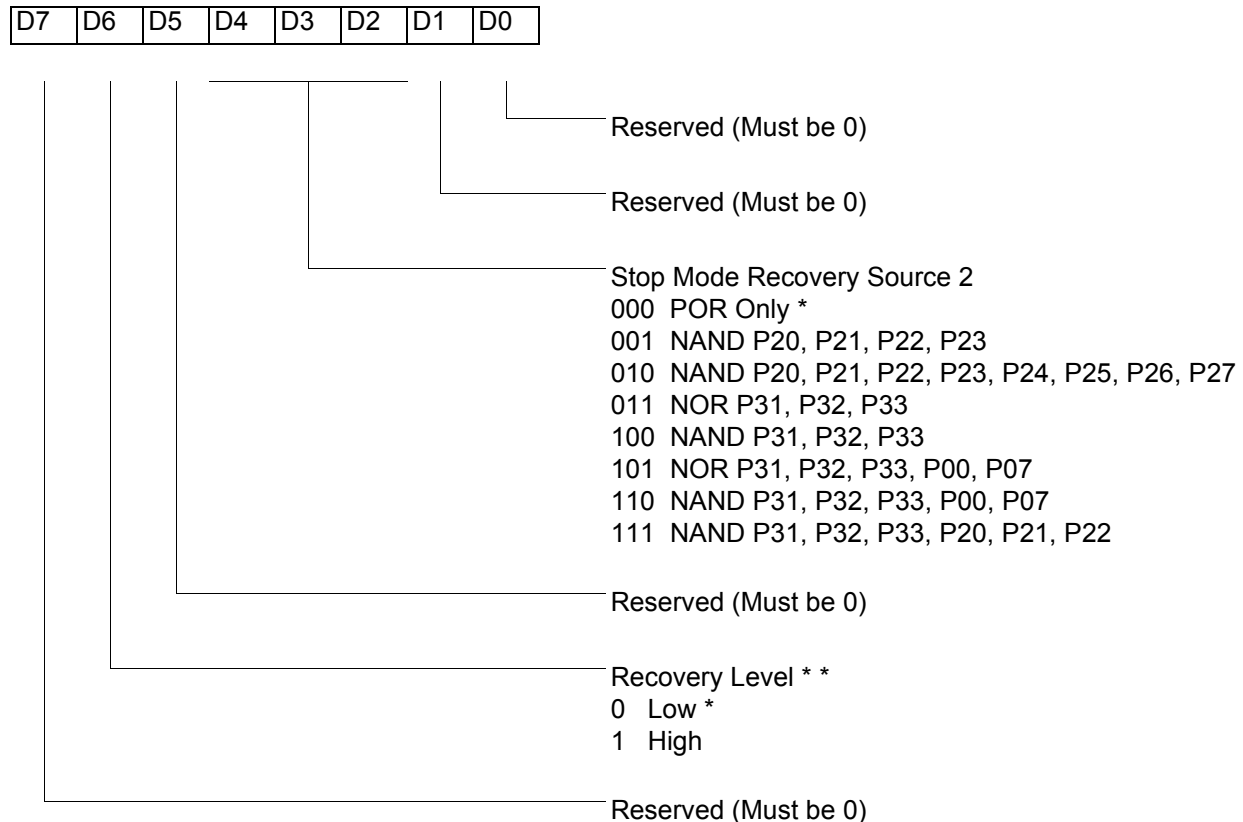 D7 D6 D5 D4 D3 D2 D1 D0
Reserved (Must be 0)
Reserved (Must be 0)
Stop Mode Recovery Source 2
000 POR Only *
001 NAND P20, P21, P22, P23
010 NAND P20, P21, P22, P23, P24, P25, P26, P27
011 NOR P31, P32, P33
100 NAND P31, P32, P33
101 NOR P31, P32, P33, P00, P07
110 NAND P31, P32, P33, P00, P07
111 NAND P31, P32, P33, P20, P21, P22
Reserved (Must be 0)
Recovery Level * *
0 Low *
1 High
Reserved (Must be 0)